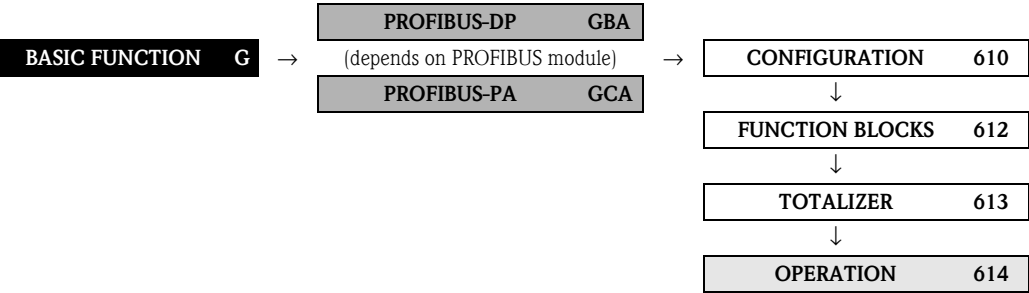 PROFIBUS-DP GBA
BASIC FUNCTION G → (depends on PROFIBUS module) → CONFIGURATION 610
PROFIBUS-PA GCA
↓
FUNCTION BLOCKS 612
↓
TOTALIZER 613
↓
OPERATION 614